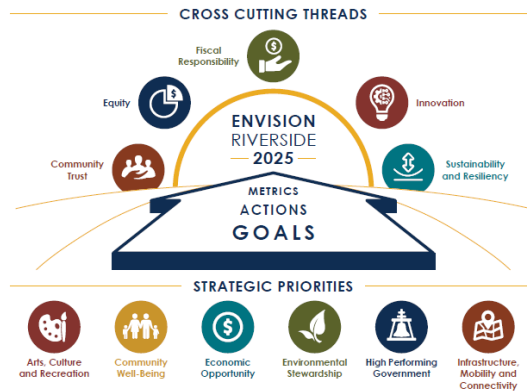 CROSS CUTTING THREADS
Fiscal
Responsibility
$
Equity
$
Innovation
ENVISION
RIVERSIDE
2025
Community
Trust
Sustainability
and Resiliency
METRICS
ACTIONS
GOALS
STRATEGIC PRIORITIES
$
Arts, Culture
and Recreation
Community
Well-Being
Economic
Opportunity
Environmental
Stewardship
High Performing
Government
Infrastructure,
Mobility and
Connectivity